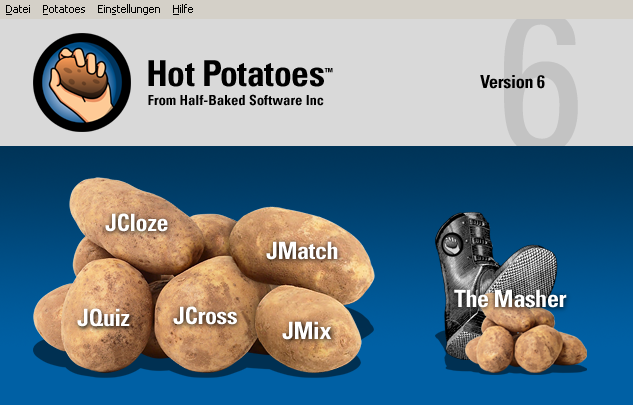 Datei Potatoes Einstellungen Hilfe
Hot Potatoes™
From Half-Baked Software Inc
6
Version 6
JCloze
JMatch
JQuiz
JCross
JMix
The Masher